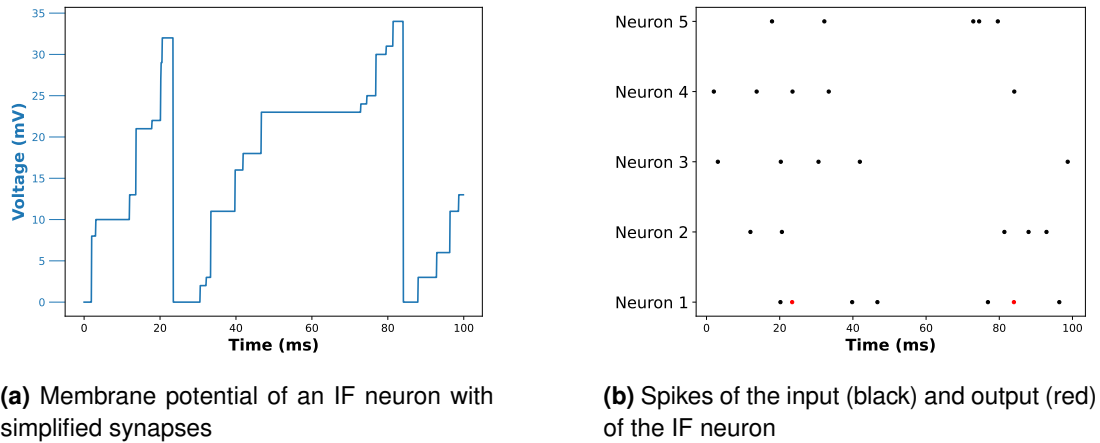 35
30
25
20
15
10
5
0
Voltage (mV)
0 20 40 60 80 100
Time (ms)
Neuron 5
Neuron 4
Neuron 3
Neuron 2
Neuron 1
0 20 40 60 80 100
Time (ms)
(a) Membrane potential of an IF neuron with
simplified synapses
(b) Spikes of the input (black) and output (red)
of the IF neuron